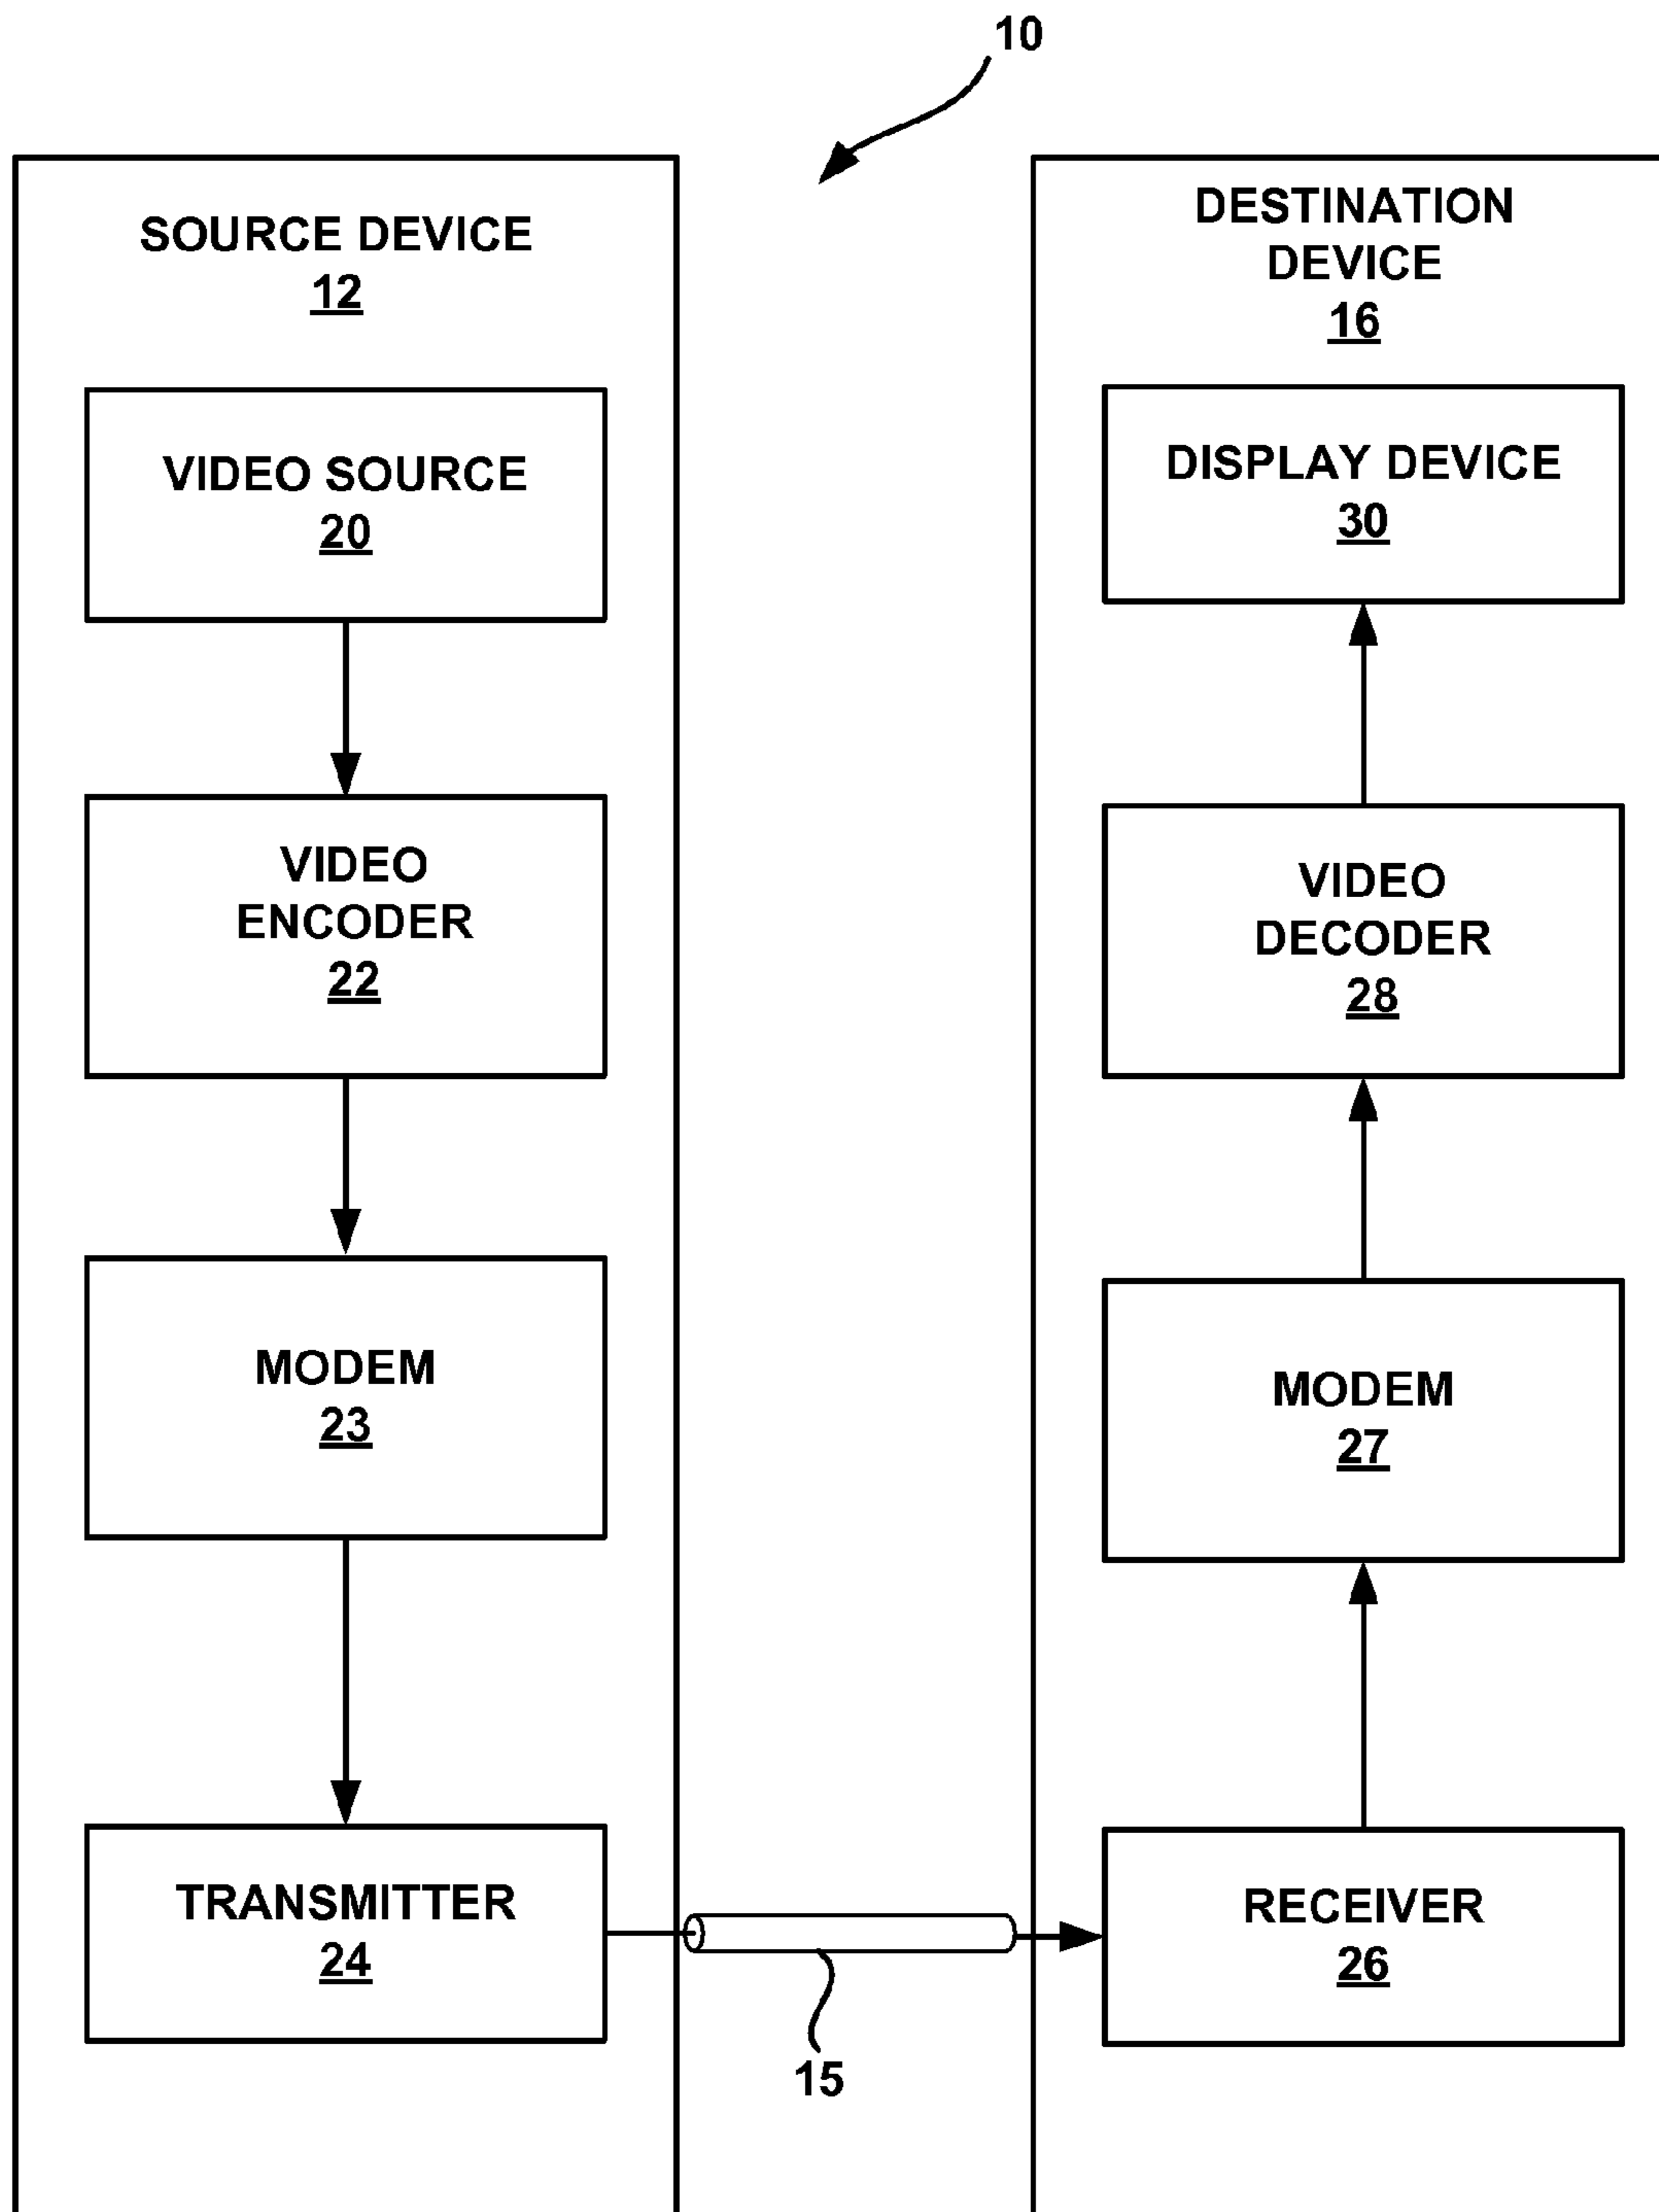 10
SOURCE DEVICE
12
VIDEO SOURCE
20
VIDEO
ENCODER
22
MODEM
23
TRANSMITTER
24
15
DESTINATION
DEVICE
16
DISPLAY DEVICE
30
VIDEO
DECODER
28
MODEM
27
RECEIVER
26